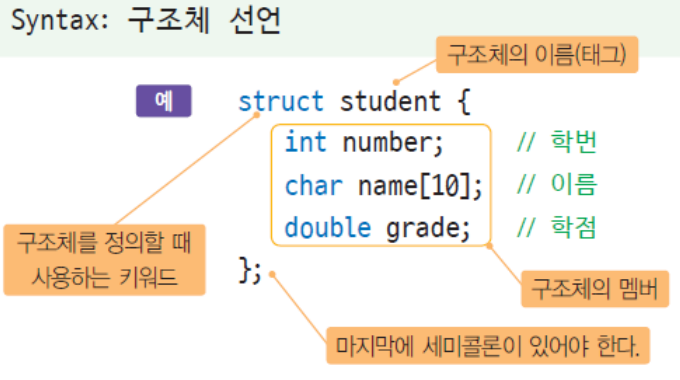 Syntax: 구조체 선언
구조체의 이름(태그)
예
struct student {
int number; // 학번
char name[10]; // 이름
double grade; // 학점
};
구조체를 정의할 때
사용하는 키워드
구조체의 멤버
마지막에 세미콜론이 있어야 한다.